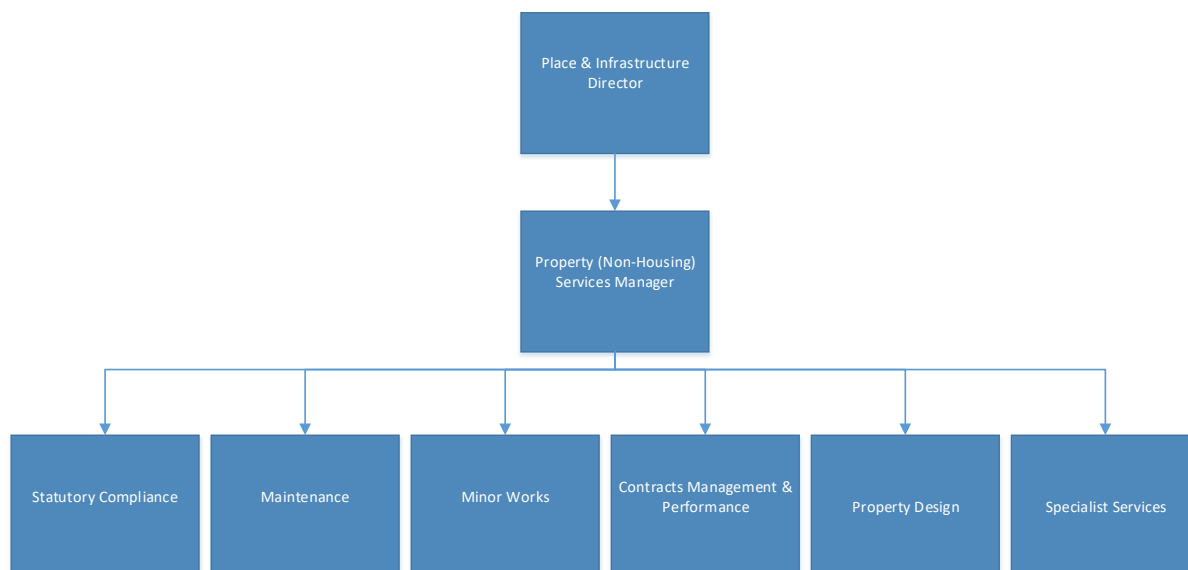 Place & Infrastructure
Director
Property (Non-Housing)
Services Manager
Statutory Compliance
Maintenance
Minor Works
Contracts Management &
Performance
Property Design
Specialist Services